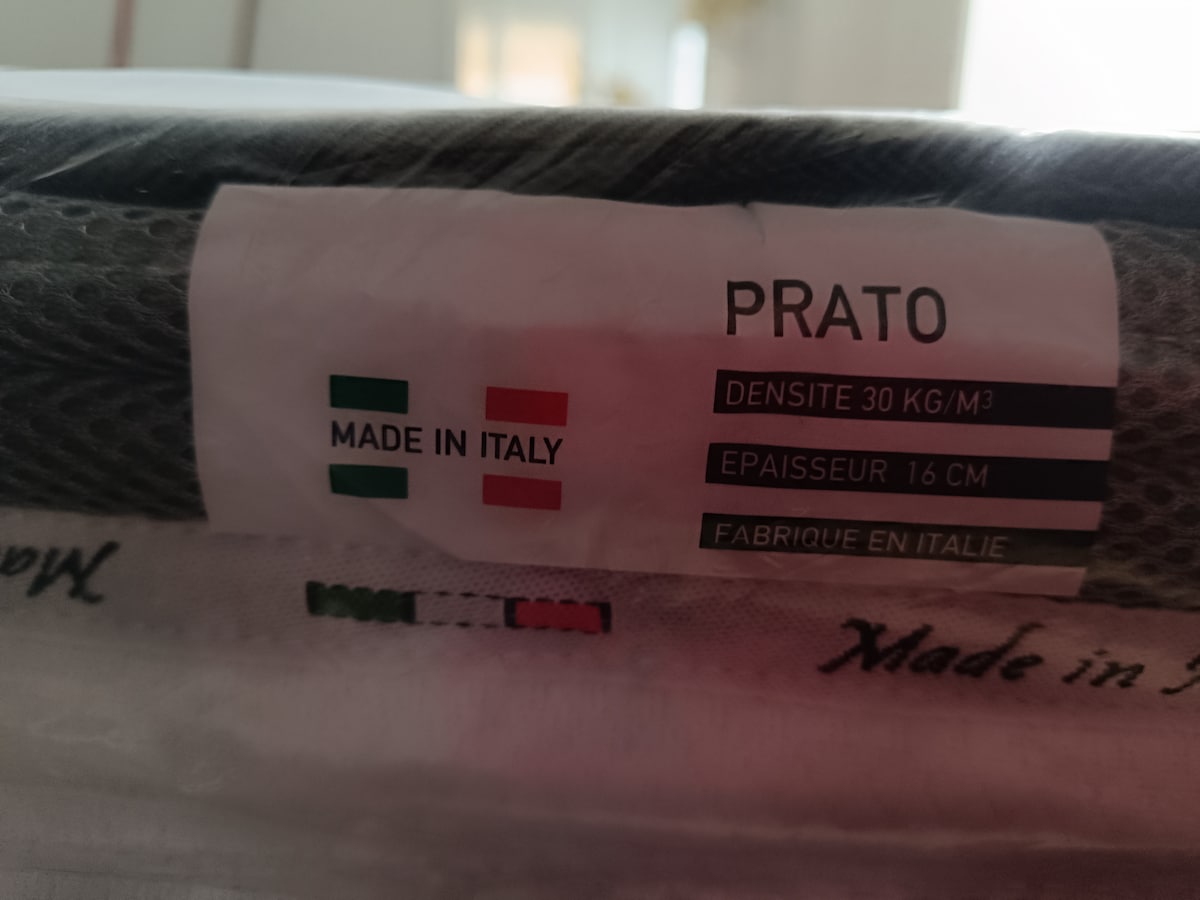 PRATO
DENSITE 30 KG/M³
MADE IN ITALY
EPAISSEUR 16 CM
FABRIQUE EN ITALIE
Made in